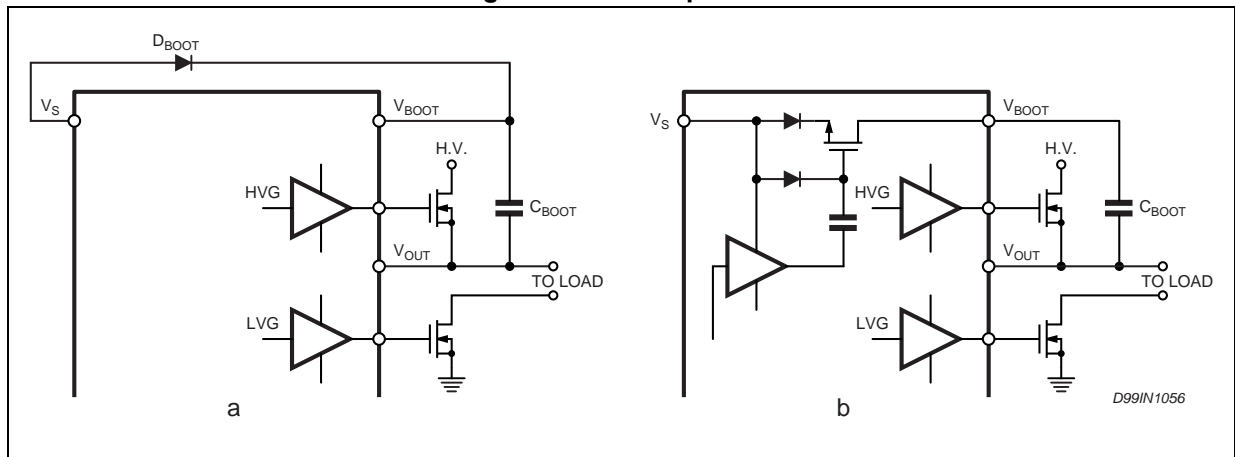 D_BOOT
V_S
V_BOOT
H.V.
HVG
C_BOOT
V_OUT
TO LOAD
LVG
a
V_S
V_BOOT
H.V.
HVG
C_BOOT
V_OUT
TO LOAD
LVG
b
D99IN1056